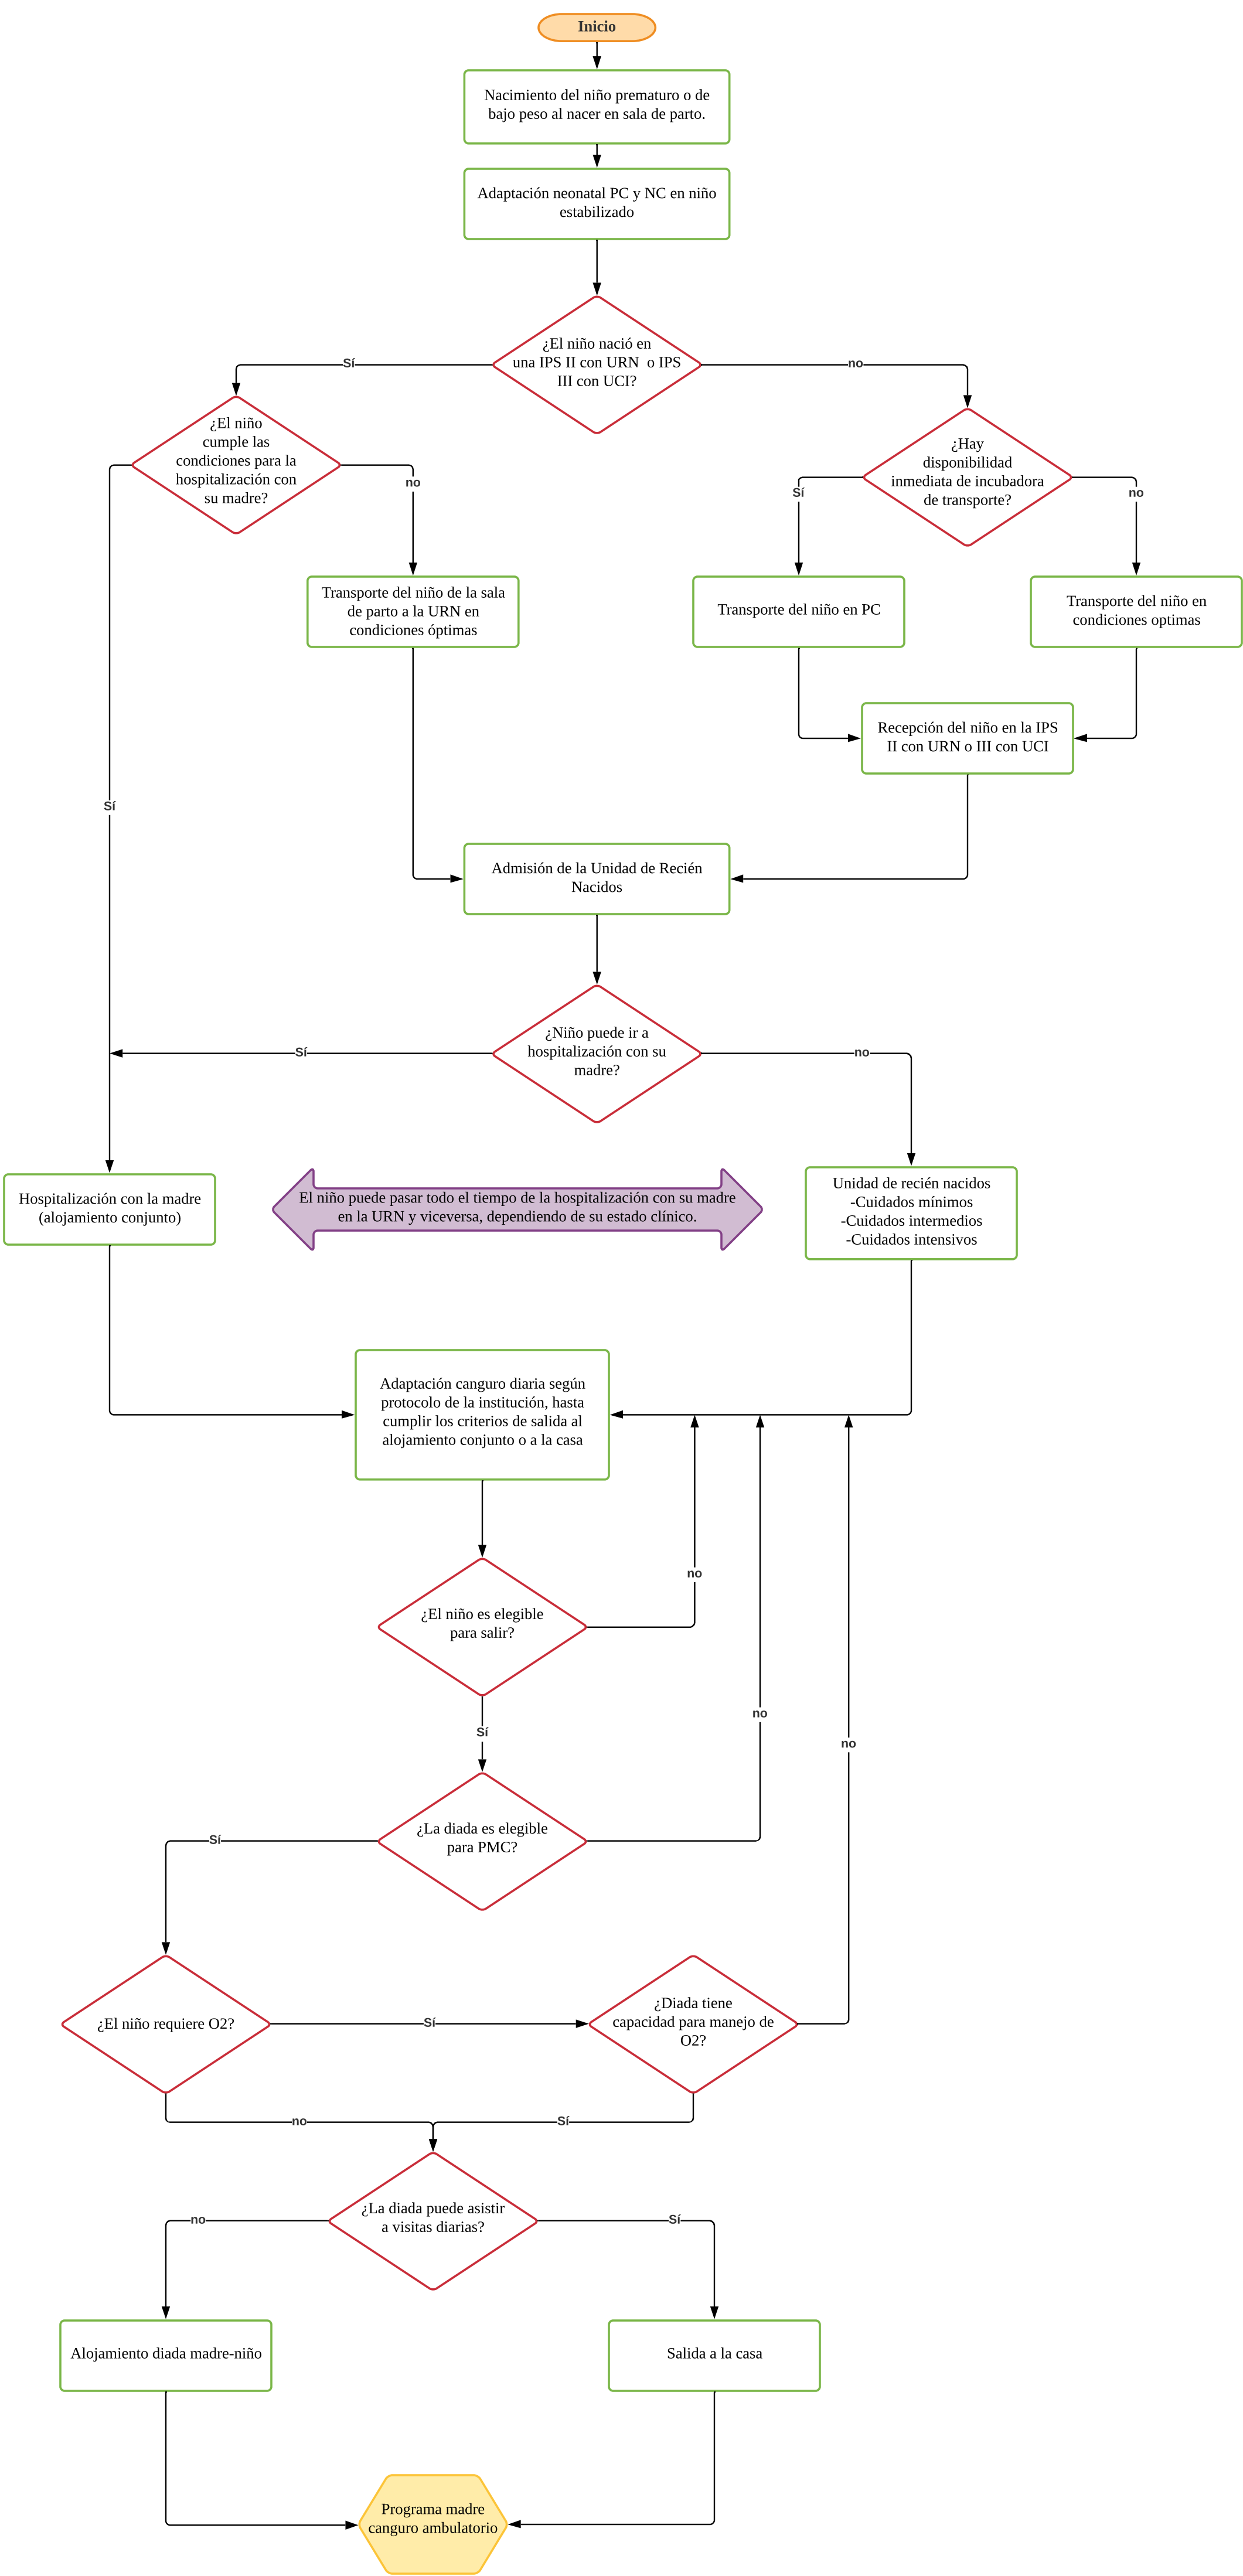 Inicio
Nacimiento del niño prematuro o de
bajo peso al nacer en sala de parto.
Adaptación neonatal PC y NC en niño
estabilizado
¿El niño nació en
una IPS II con URN o IPS
III con UCI?
Sí
no
¿El niño
cumple las
condiciones para la
hospitalización con
su madre?
¿Hay
disponibilidad
inmediata de incubadora
de transporte?
no
Sí
no
Transporte del niño de la sala
de parto a la URN en
condiciones óptimas
Transporte del niño en PC
Transporte del niño en
condiciones optimas
Recepción del niño en la IPS
II con URN o III con UCI
Sí
Admisión de la Unidad de Recién
Nacidos
¿Niño puede ir a
hospitalización con su
madre?
Sí
no
Hospitalización con la madre
(alojamiento conjunto)
El niño puede pasar todo el tiempo de la hospitalización con su madre
en la URN y viceversa, dependiendo de su estado clínico.
Unidad de recién nacidos
-Cuidados mínimos
-Cuidados intermedios
-Cuidados intensivos
Adaptación canguro diaria según
protocolo de la institución, hasta
cumplir los criterios de salida al
alojamiento conjunto o a la casa
no
¿El niño es elegible
para salir?
Sí
no
no
¿La diada es elegible
para PMC?
Sí
¿El niño requiere O2?
Sí
¿Diada tiene
capacidad para manejo de
O2?
no
Sí
¿La diada puede asistir
a visitas diarias?
no
Sí
Alojamiento diada madre-niño
Salida a la casa
Programa madre
canguro ambulatorio